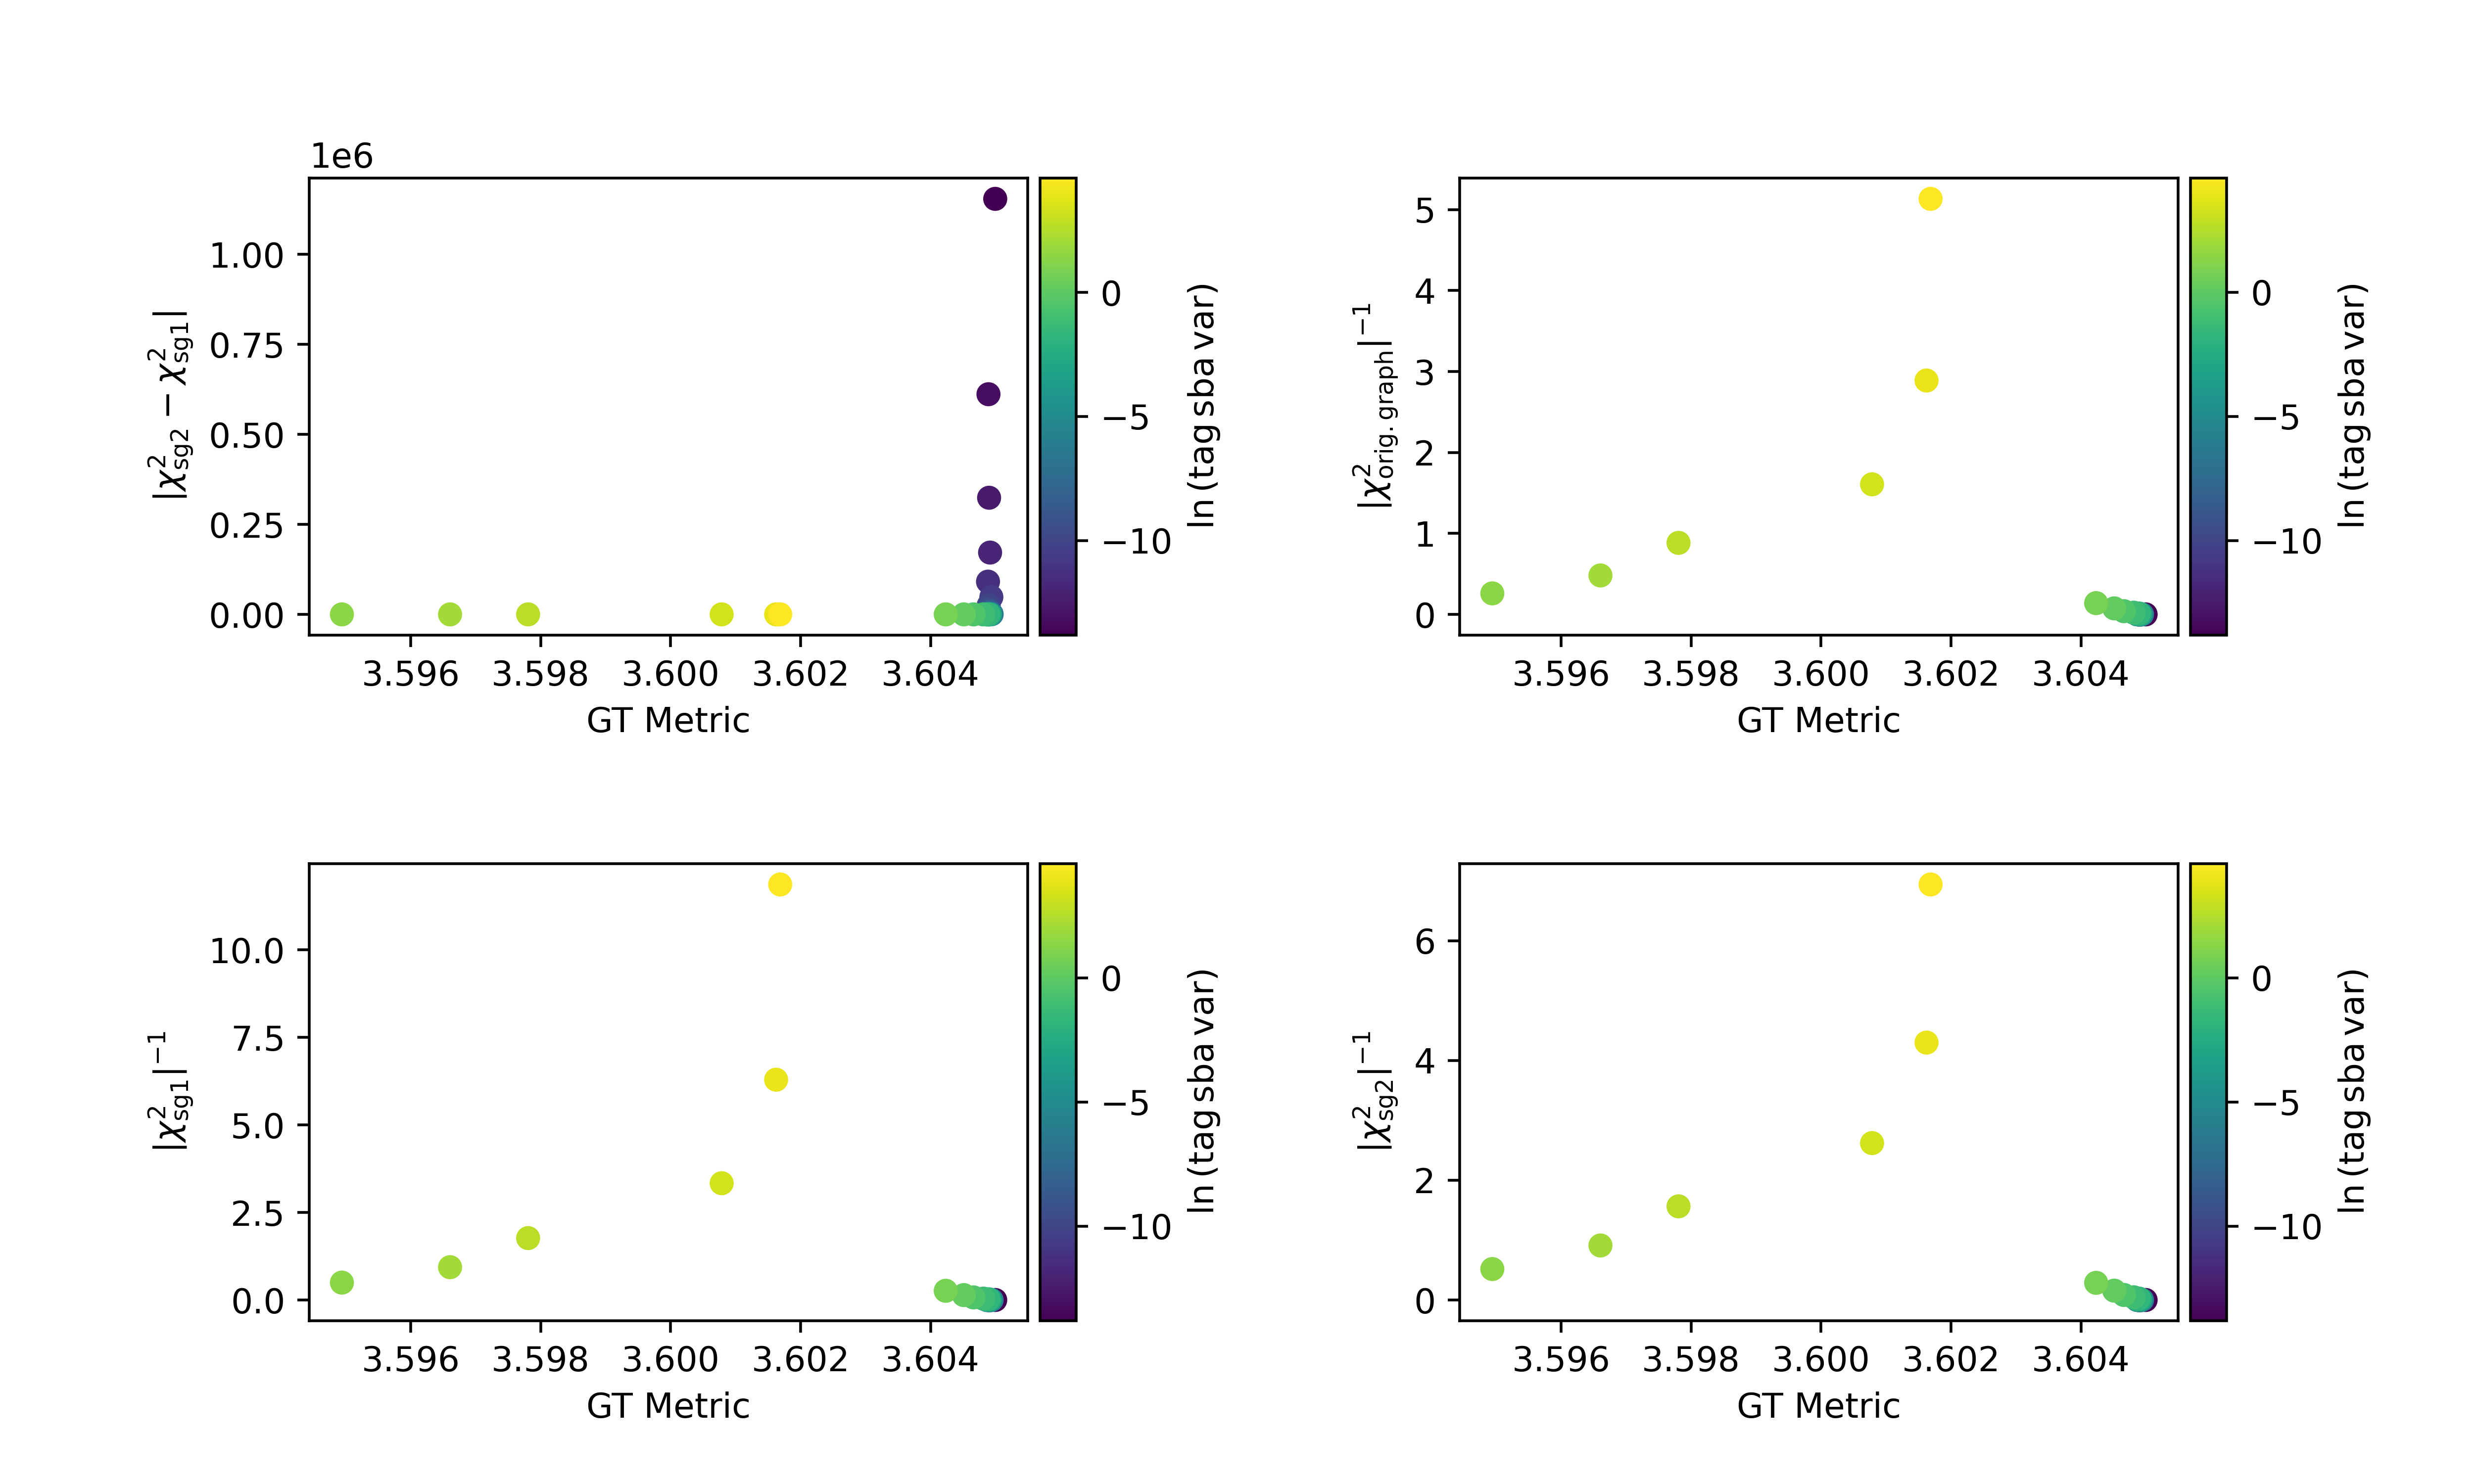 1e6
1.00
0.75
0.50
0.25
0.00
|χ²sg2 − χ²sg1|
3.596 3.598 3.600 3.602 3.604
GT Metric
0
−5
−10
ln (tag sba var)
5
4
3
2
1
0
|χ²orig. graph|⁻¹
3.596 3.598 3.600 3.602 3.604
GT Metric
0
−5
−10
ln (tag sba var)
10.0
7.5
5.0
2.5
0.0
|χ²sg1|⁻¹
3.596 3.598 3.600 3.602 3.604
GT Metric
0
−5
−10
ln (tag sba var)
6
4
2
0
|χ²sg2|⁻¹
3.596 3.598 3.600 3.602 3.604
GT Metric
0
−5
−10
ln (tag sba var)